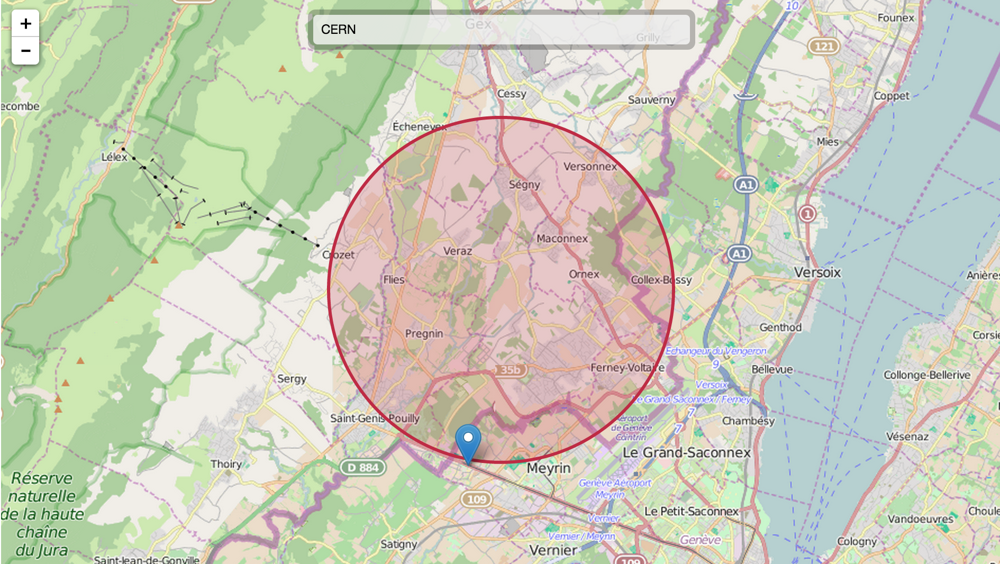 10
Founex
+
CERN
Gex
Grilly
121
−
Cessy
Sauverny
Coppet
ecombe
Échenevex
Mies
Lélex
Versonnex
Ségny
A1
1
Maconnex
Crozet
Veraz
A1
Flies
Ornex
Collex-Bossy
Versoix
Anières
Genthod
Pregnin
Corsie
Echangeur du Vengeron
9
Ferney-Voltaire
35b
Bellevue
Collonge-Bellerive
Sergy
Versoix
Le Grand Saconnex / Ferney
7
Saint-Genis-Pouilly
Aéroport
de Genève
Cointrin
7
Chambésy
Vésenaz
Le Grand-Saconnex
Thoiry
D 884
Meyrin
Réserve
naturelle
de la haute
chaîne
du Jura
Genève Aéroport
Meyrin
109
Vernier
Le Petit-Saconnex
Choule
Vandoeuvres
Vernier / Meyrin
Genève
Satigny
Vernier
Cologny
Saint-Jean-de-Gonville
109